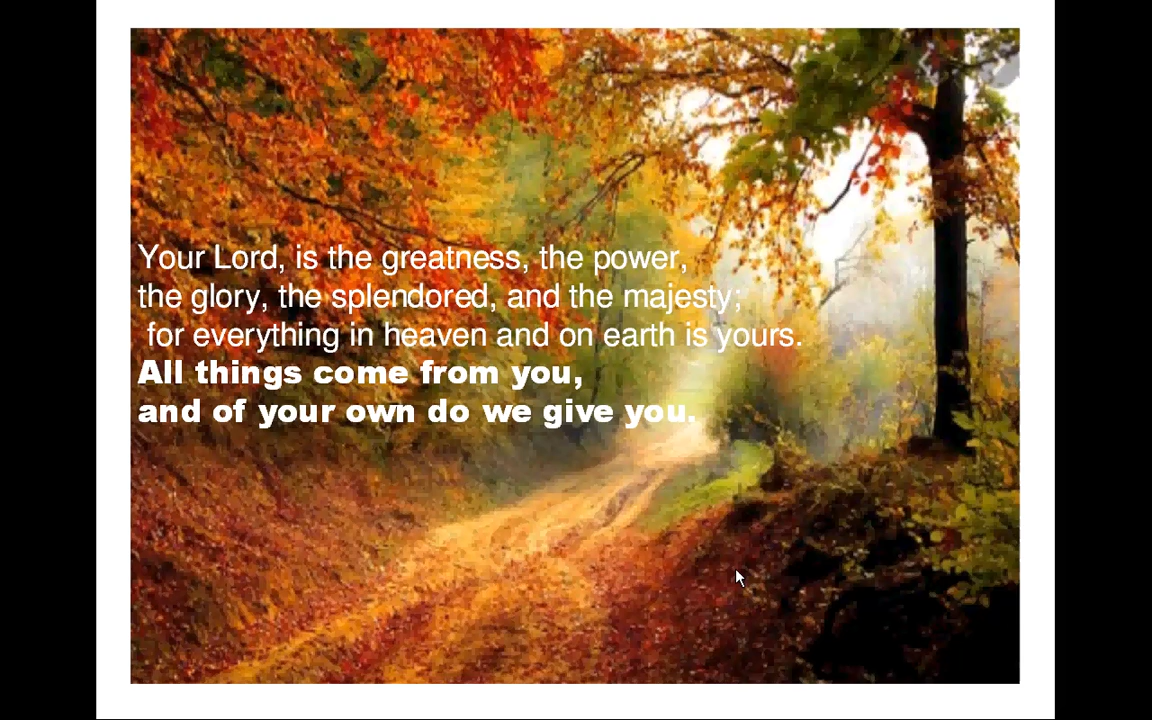 Your Lord, is the greatness, the power,
the glory, the splendored, and the majesty;
for everything in heaven and on earth is yours.
All things come from you,
and of your own do we give you.